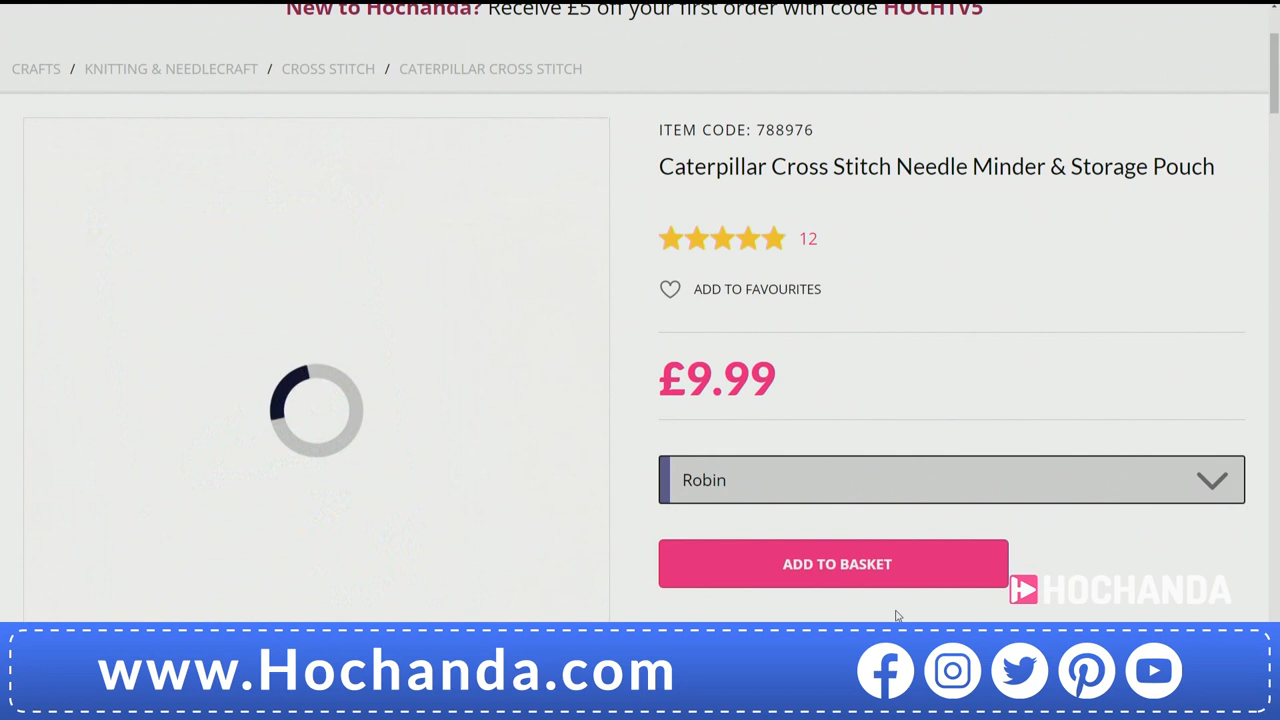 New to Hochanda? Receive £5 off your first order with code HOCHTV5
CRAFTS / KNITTING & NEEDLECRAFT / CROSS STITCH / CATERPILLAR CROSS STITCH
ITEM CODE: 788976
Caterpillar Cross Stitch Needle Minder & Storage Pouch
12
ADD TO FAVOURITES
£9.99
Robin
ADD TO BASKET
HOCHANDA
www.Hochanda.com